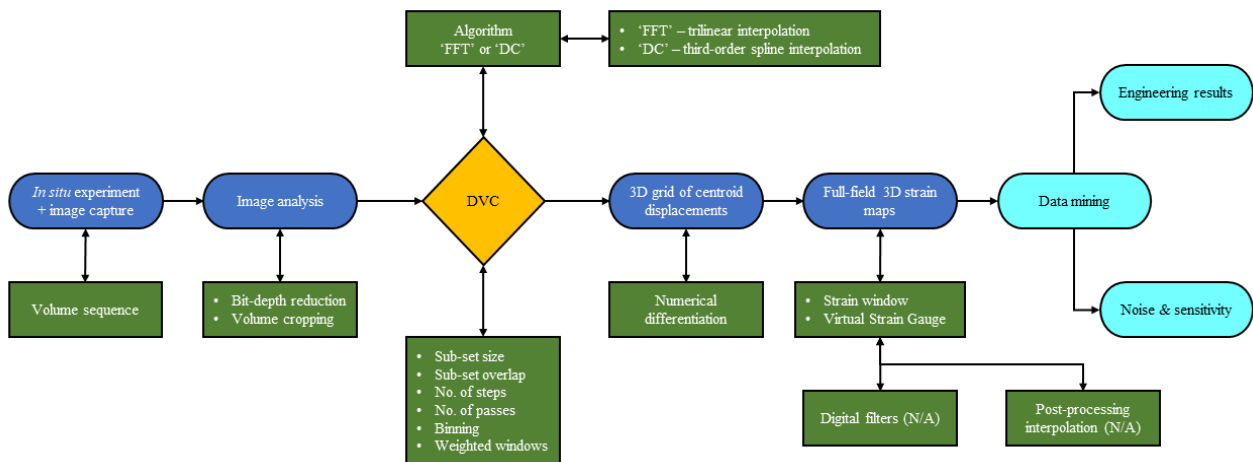 Algorithm
‘FFT’ or ‘DC’
• ‘FFT’ – trilinear interpolation
• ‘DC’ – third-order spline interpolation
Engineering results
In situ experiment
+ image capture
Image analysis
DVC
3D grid of centroid
displacements
Full-field 3D strain
maps
Data mining
Volume sequence
• Bit-depth reduction
• Volume cropping
Numerical
differentiation
• Strain window
• Virtual Strain Gauge
Noise & sensitivity
• Sub-set size
• Sub-set overlap
• No. of steps
• No. of passes
• Binning
• Weighted windows
Digital filters (N/A)
Post-processing
interpolation (N/A)